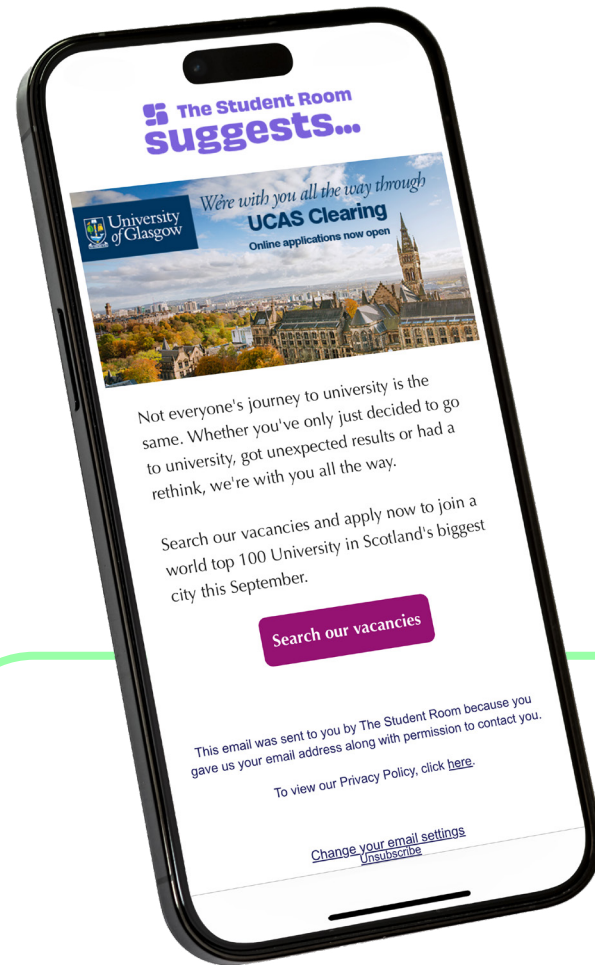 The Student Room
suggests...
University
of Glasgow
We're with you all the way through
UCAS Clearing
Online applications now open
Not everyone's journey to university is the
same. Whether you've only just decided to go
to university, got unexpected results or had a
rethink, we're with you all the way.
Search our vacancies and apply now to join a
world top 100 University in Scotland's biggest
city this September.
Search our vacancies
This email was sent to you by The Student Room because you
gave us your email address along with permission to contact you.
To view our Privacy Policy, click here.
Change your email settings
Unsubscribe